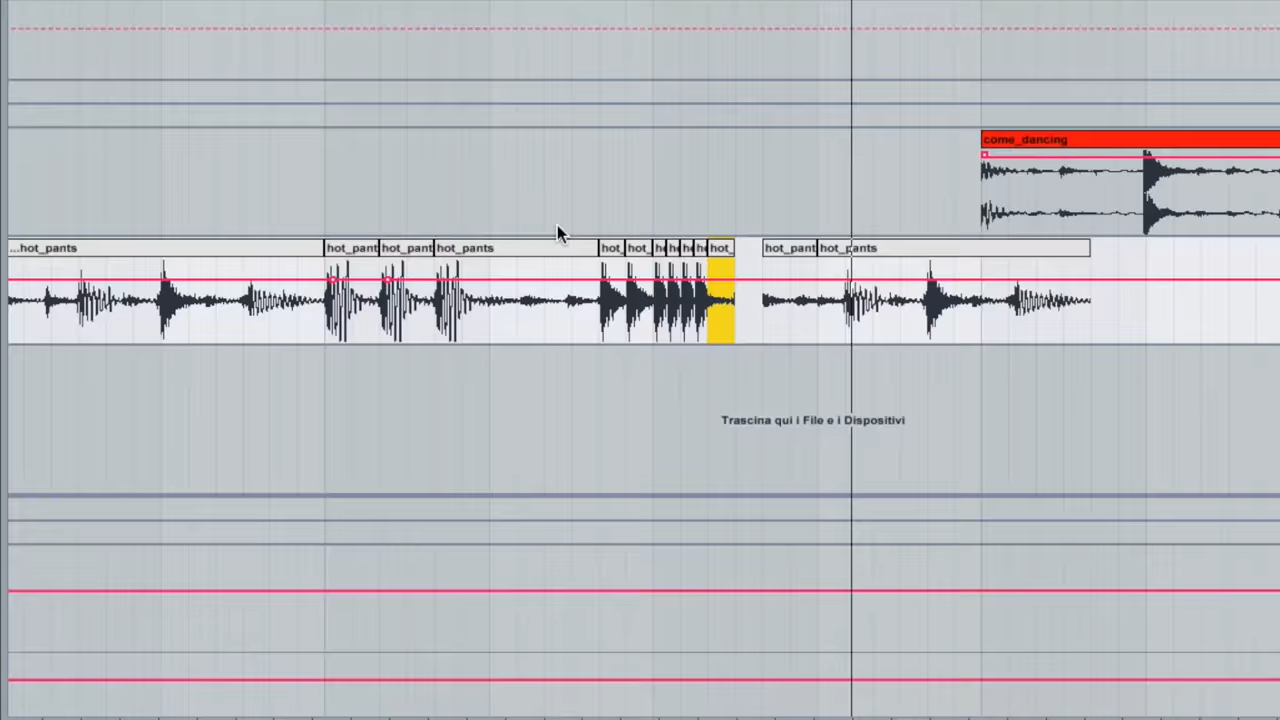 come_dancing
...hot_pants
hot_pant
hot_pant
hot_pants
hot_
hot_
hot_
hot_pant
hot_pants
Trascina qui i File e i Dispositivi